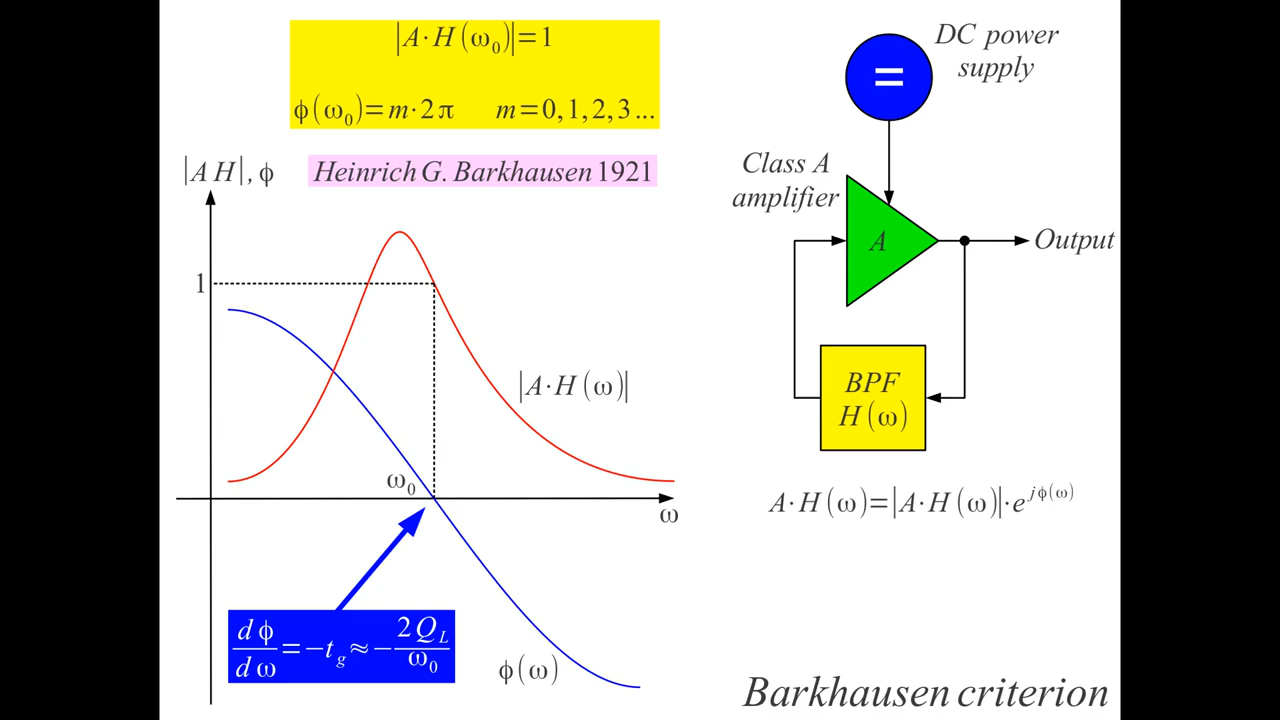 |A·H(ω₀)|=1
ϕ(ω₀)=m·2π m=0,1,2,3...
|A H|,ϕ
Heinrich G. Barkhausen 1921
1
|A·H(ω)|
ω₀
ω
dϕ/dω=−t_g≈−2Q_L/ω₀
ϕ(ω)
DC power
supply
=
Class A
amplifier
A
Output
BPF
H(ω)
A·H(ω)=|A·H(ω)|·e^{jϕ(ω)}
Barkhausen criterion